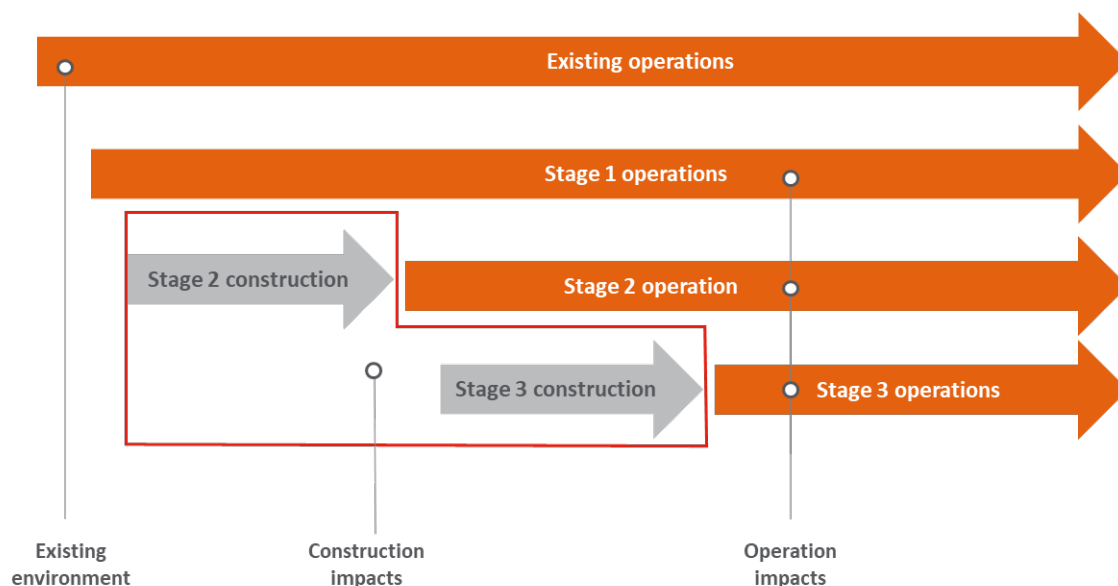 Existing operations
Stage 1 operations
Stage 2 construction
Stage 2 operation
Stage 3 construction
Stage 3 operations
Existing
environment
Construction
impacts
Operation
impacts